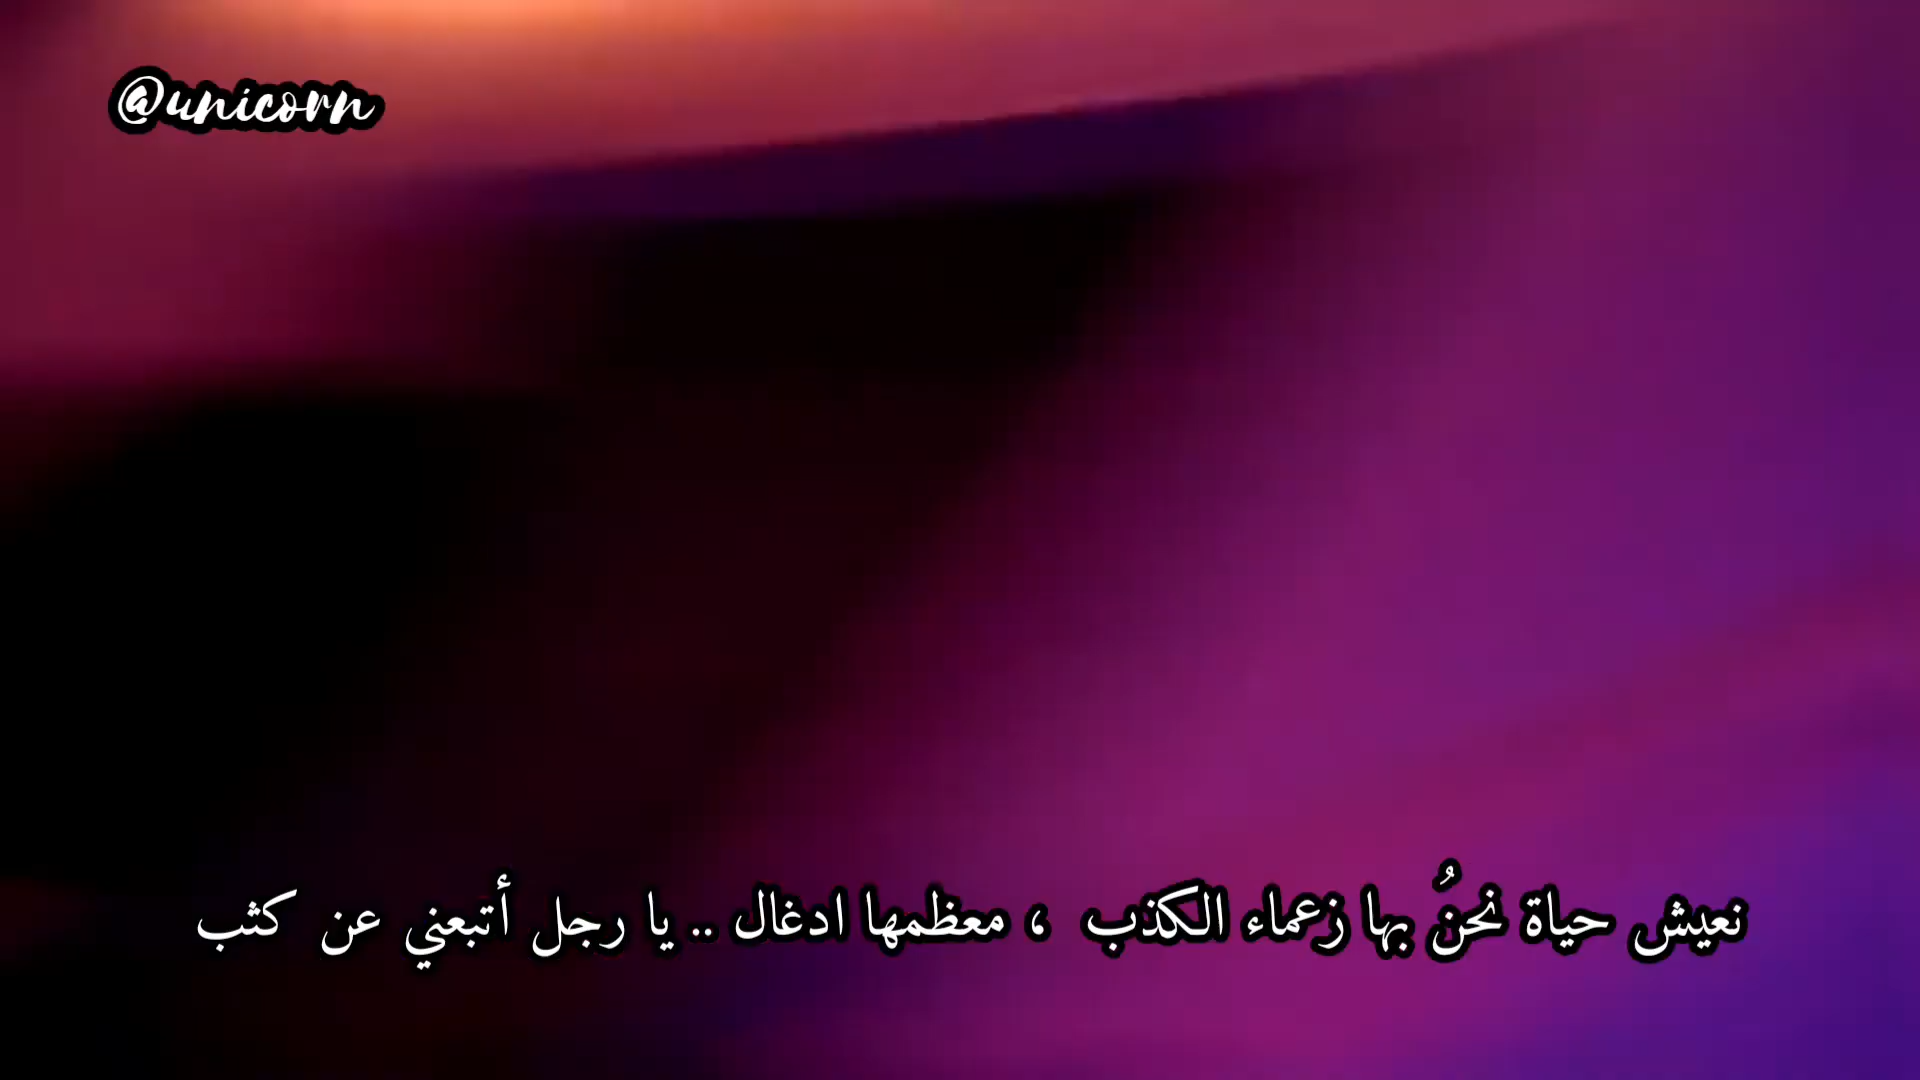 @unicorn
نعيش حياة نحنُ بها زعماء الكذب ، معظمها ادغال .. يا رجل أتبعني عن كثب